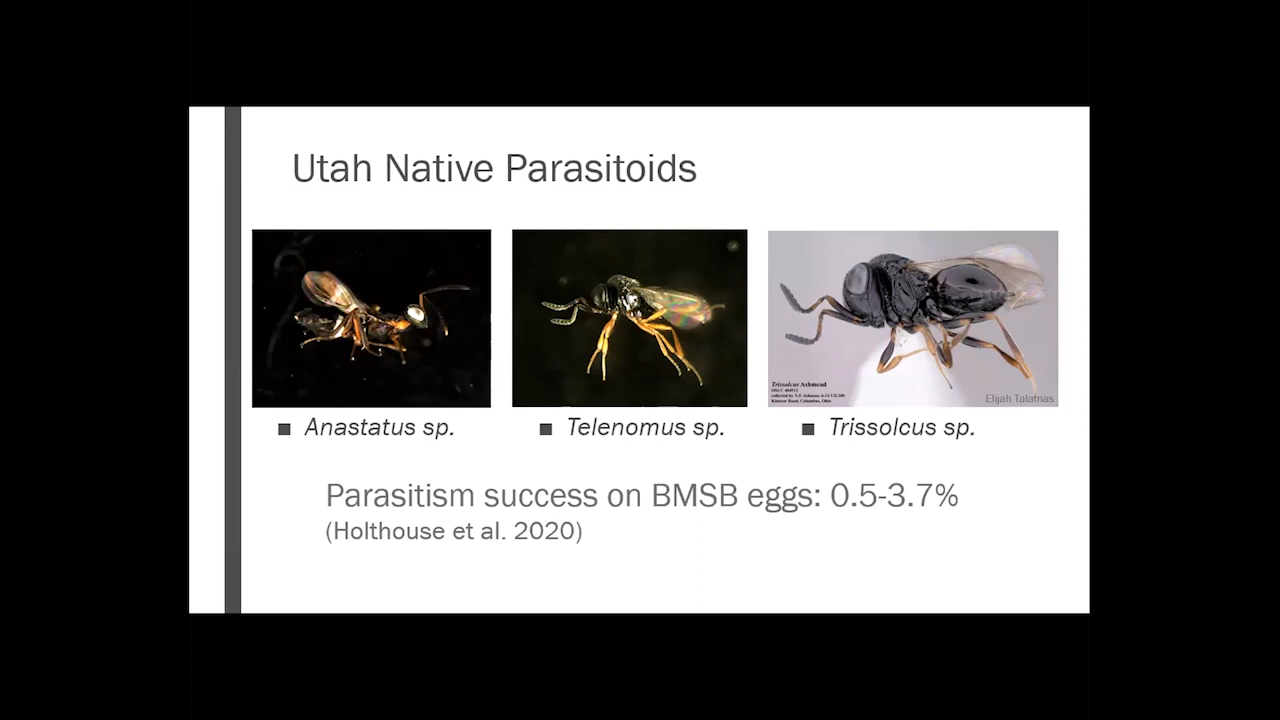 Utah Native Parasitoids
Trissolcus Ashmead
Elijah Talamas
■ Anastatus sp.
■ Telenomus sp.
■ Trissolcus sp.
Parasitism success on BMSB eggs: 0.5-3.7%
(Holthouse et al. 2020)